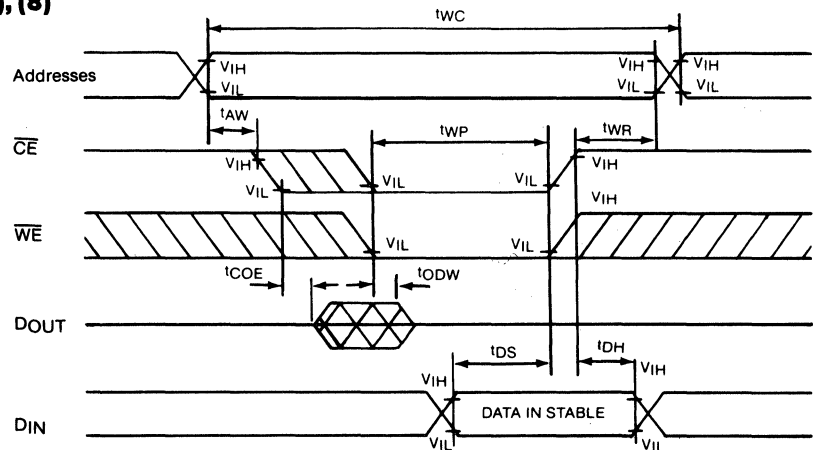 ), (8)
tWC
Addresses VIH VIL VIH VIL VIH VIL
tAW tWP tWR
CE VIH VIL VIL VIL VIH
WE VIL VIL VIH
tCOE tODW
DOUT
tDS tDH
DIN VIH VIL DATA IN STABLE VIH VIL